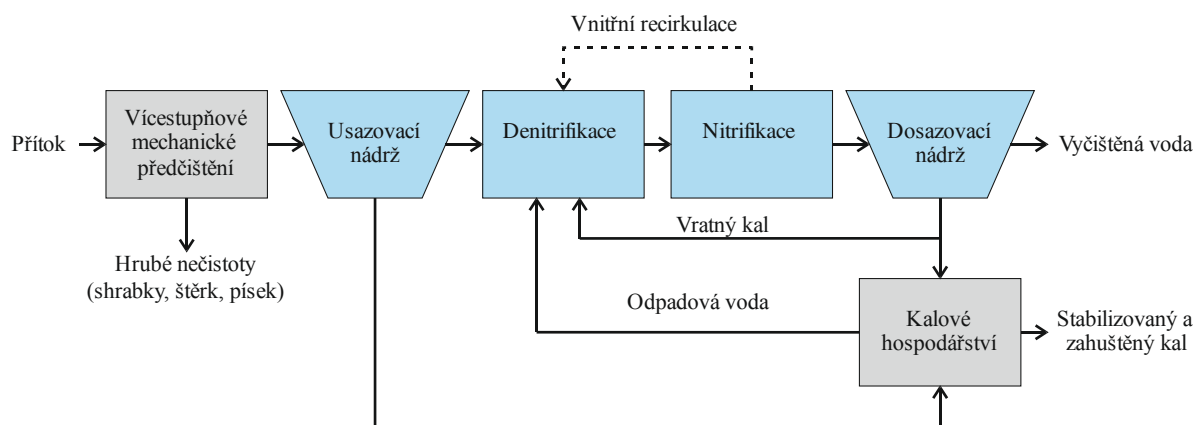 Vnitřní recirkulace
Přítok
Vícestupňové
mechanické
předčištění
Usazovací
nádrž
Denitrifikace
Nitrifikace
Dosazovací
nádrž
Vyčištěná voda
Vratný kal
Hrubé nečistoty
(shrabky, štěrk, písek)
Odpadová voda
Kalové
hospodářství
Stabilizovaný a
zahuštěný kal